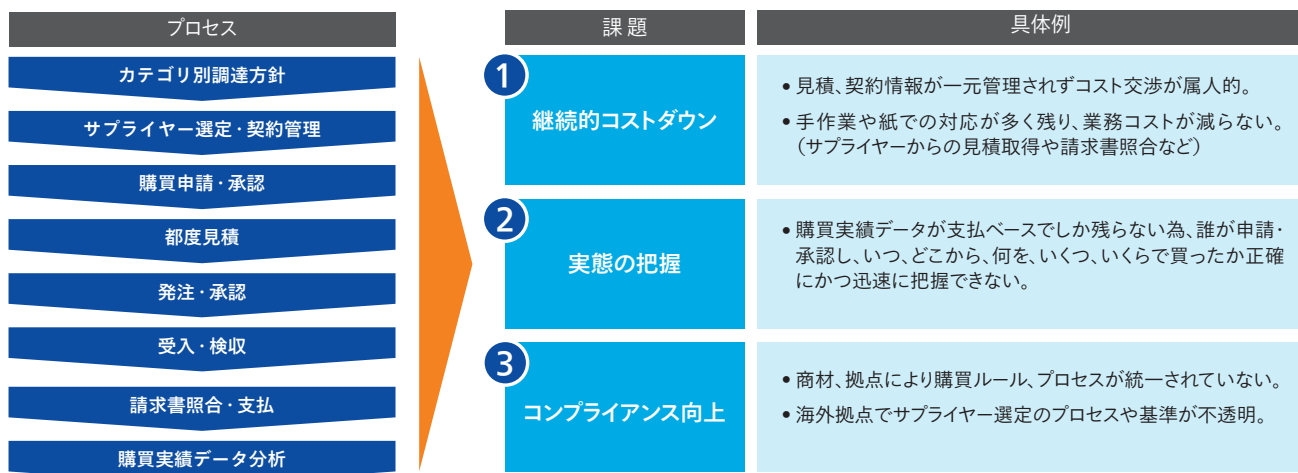 プロセス
カテゴリ別調達方針
サプライヤー選定・契約管理
購買申請・承認
都度見積
発注・承認
受入・検収
請求書照合・支払
購買実績データ分析
課題
1
継続的コストダウン
2
実態の把握
3
コンプライアンス向上
具体例
• 見積、契約情報が一元管理されずコスト交渉が属人的。
• 手作業や紙での対応が多く残り、業務コストが減らない。
（サプライヤーからの見積取得や請求書照合など）
• 購買実績データが支払ベースでしか残らない為、誰が申請・
承認し、いつ、どこから、何を、いくつ、いくらで買ったか正確
にかつ迅速に把握できない。
• 商材、拠点により購買ルール、プロセスが統一されていない。
• 海外拠点でサプライヤー選定のプロセスや基準が不透明。